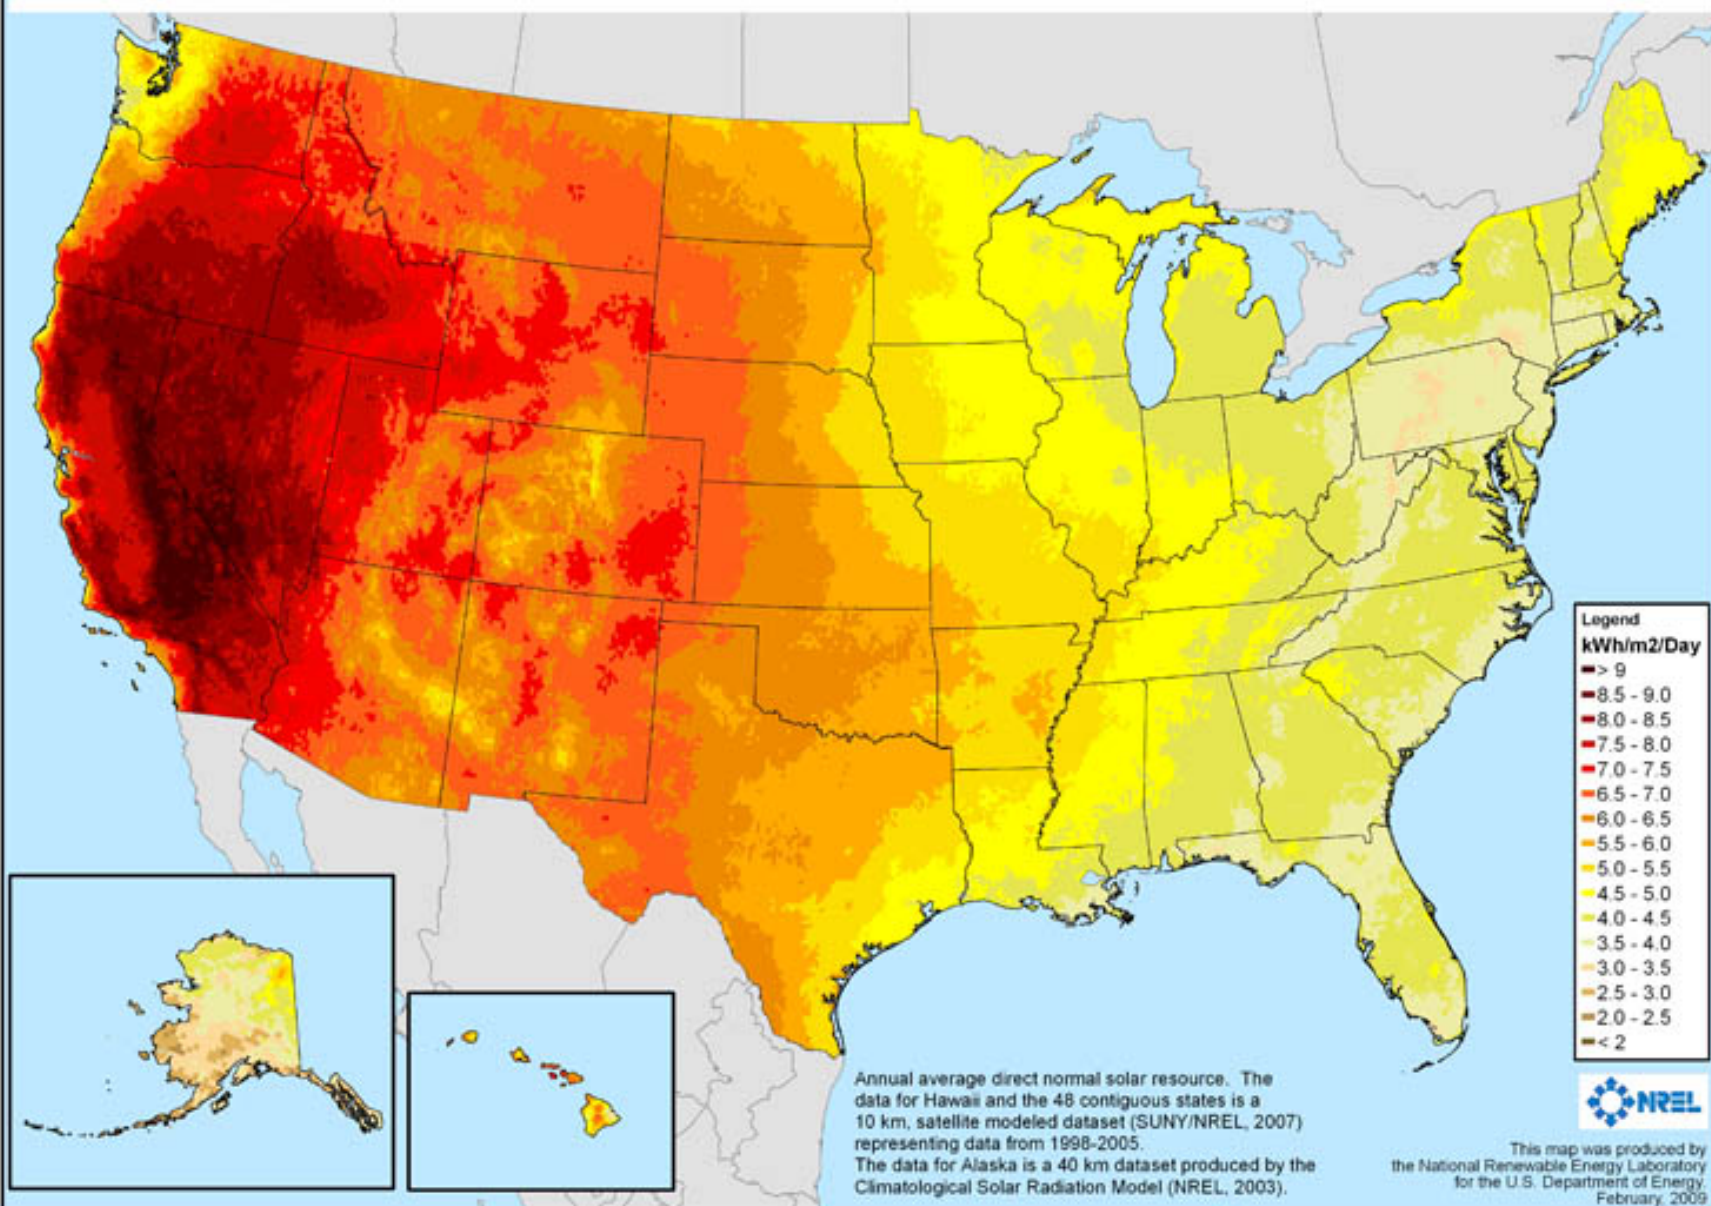 Legend
kWh/m2/Day
> 9
8.5 - 9.0
8.0 - 8.5
7.5 - 8.0
7.0 - 7.5
6.5 - 7.0
6.0 - 6.5
5.5 - 6.0
5.0 - 5.5
4.5 - 5.0
4.0 - 4.5
3.5 - 4.0
3.0 - 3.5
2.5 - 3.0
2.0 - 2.5
< 2
Annual average direct normal solar resource. The
data for Hawaii and the 48 contiguous states is a
10 km, satellite modeled dataset (SUNY/NREL, 2007)
representing data from 1998-2005.
The data for Alaska is a 40 km dataset produced by the
Climatological Solar Radiation Model (NREL, 2003).
NREL
This map was produced by
the National Renewable Energy Laboratory
for the U.S. Department of Energy.
February, 2009